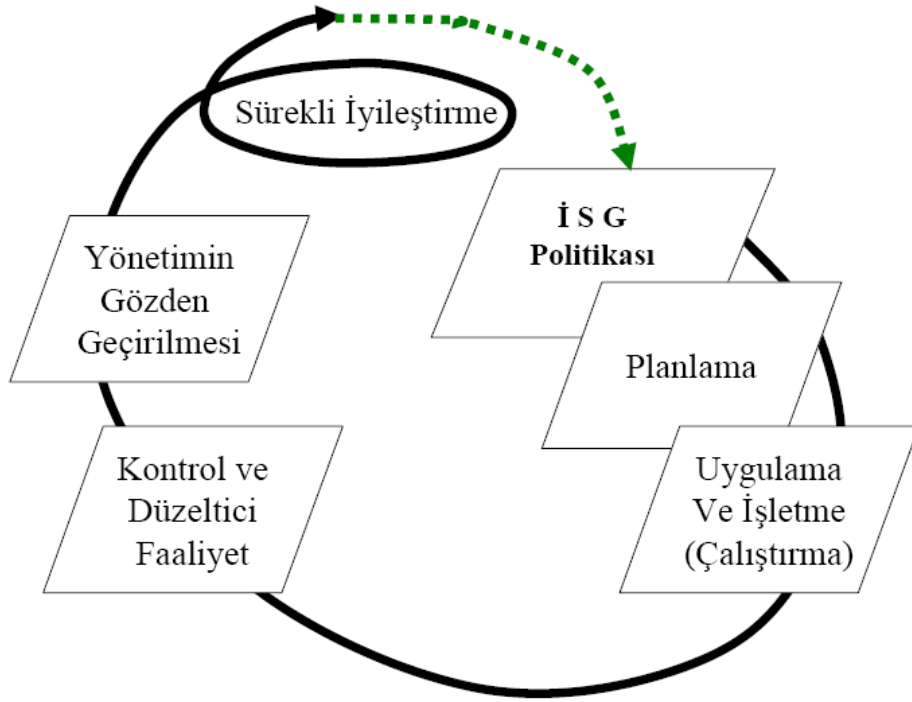 Sürekli İyileştirme
İ S G
Politikası
Planlama
Uygulama
Ve İşletme
(Çalıştırma)
Kontrol ve
Düzeltici
Faaliyet
Yönetimin
Gözden
Geçirilmesi